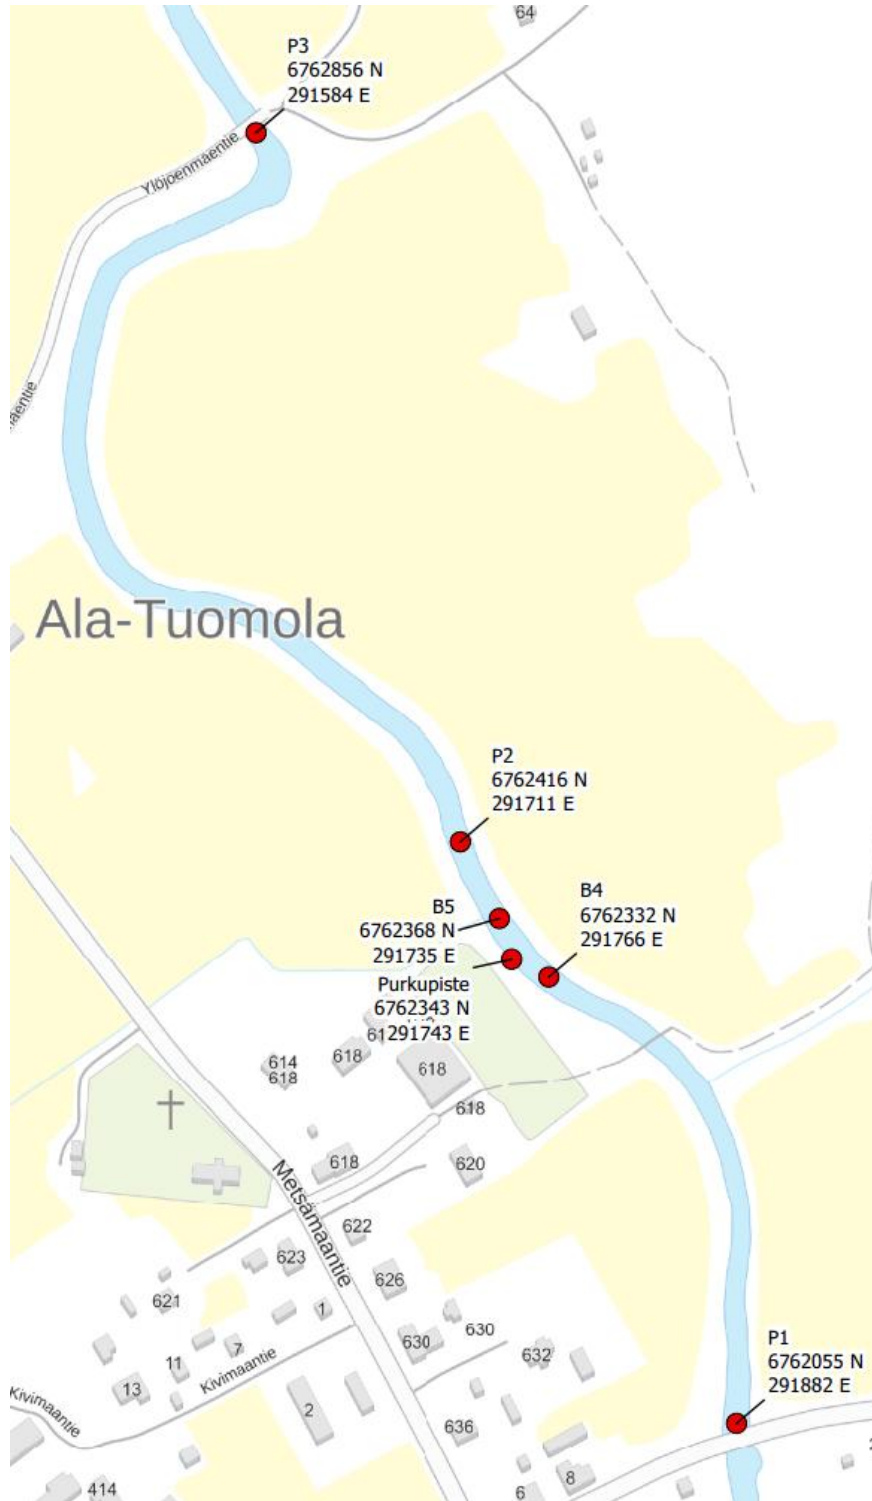 64
P3
6762856 N
291584 E
Ylöjoenmäentie
Ala-Tuomola
P2
6762416 N
291711 E
B4
6762332 N
291766 E
B5
6762368 N
291735 E
Purkupiste
6762343 N
291743 E
618
614
618
618
618
618
620
Metsämaantie
622
623
626
621
1
630
630
7
632
11
13
Kivimaantie
Kivimaantie
2
636
P1
6762055 N
291882 E
8
6
414